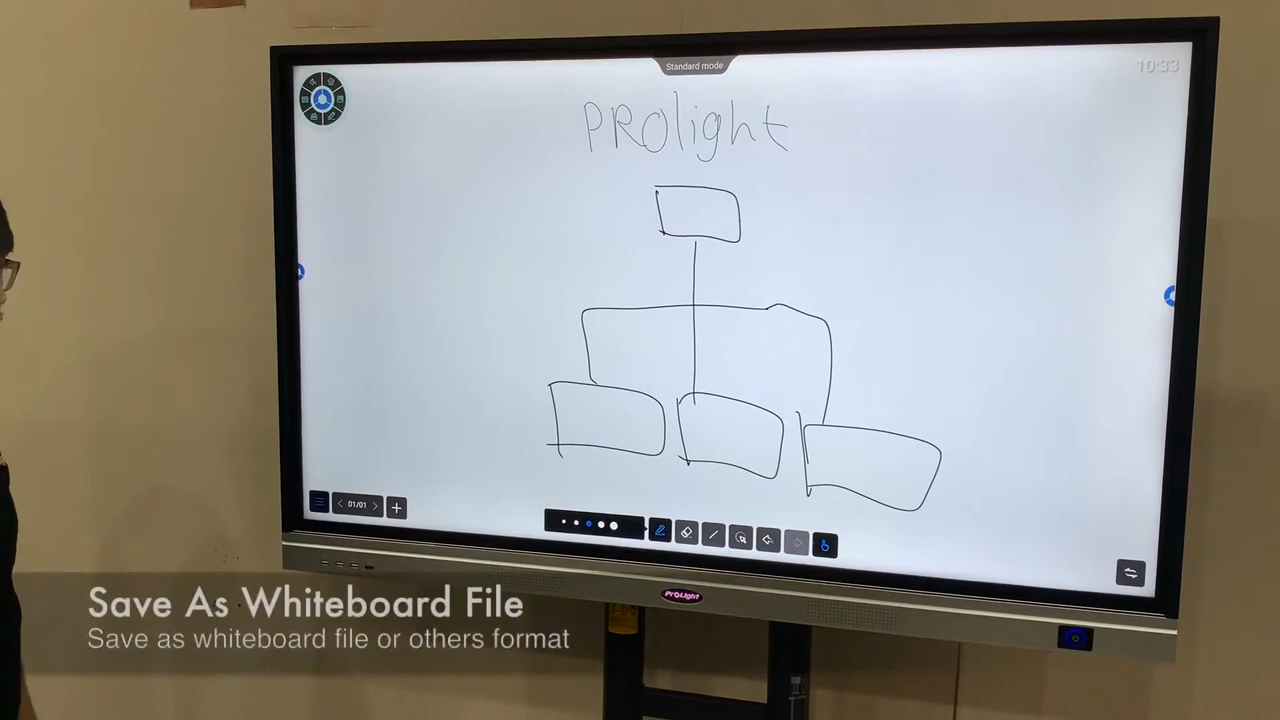 Standard mode
10:33
PROlight
01/01
ProLight
Save As Whiteboard File
Save as whiteboard file or others format